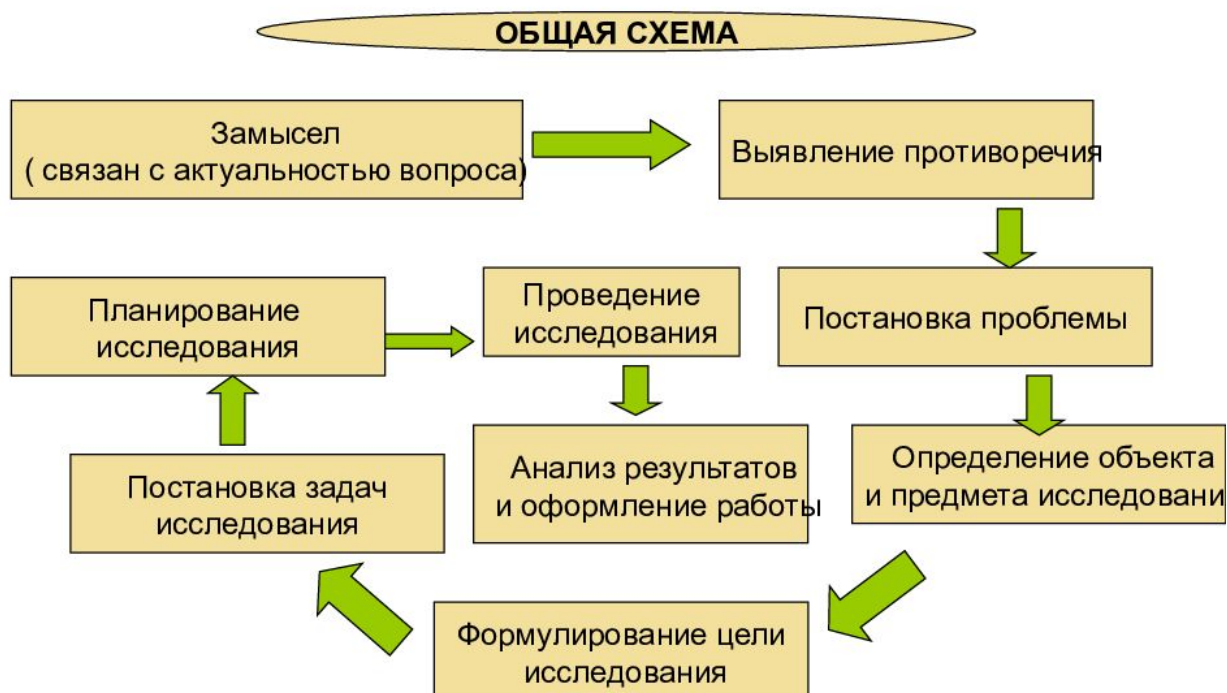 ОБЩАЯ СХЕМА
Замысел
( связан с актуальностью вопроса)
Выявление противоречия
Постановка проблемы
Определение объекта
и предмета исследовани
Формулирование цели
исследования
Постановка задач
исследования
Планирование
исследования
Проведение
исследования
Анализ результатов
и оформление работы